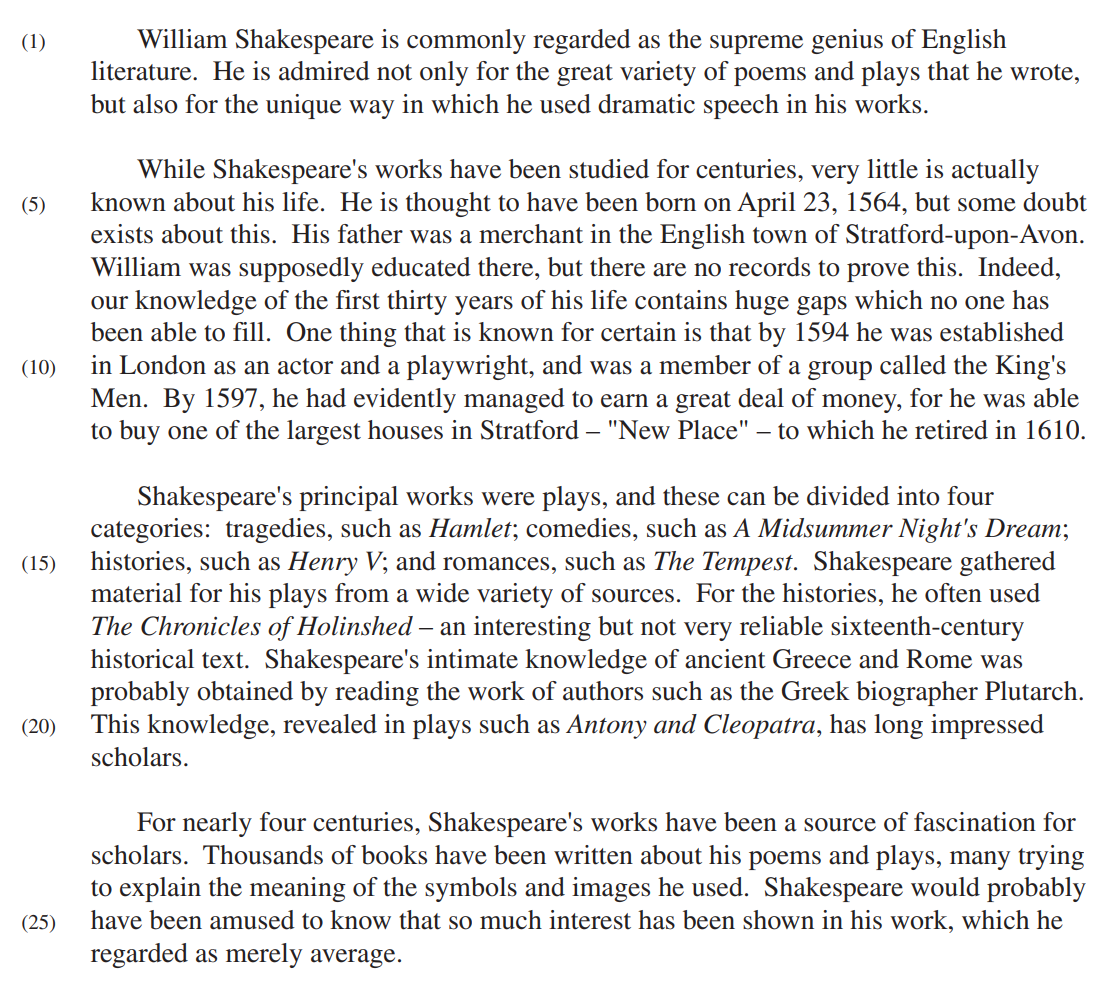 (1) William Shakespeare is commonly regarded as the supreme genius of English
literature. He is admired not only for the great variety of poems and plays that he wrote,
but also for the unique way in which he used dramatic speech in his works.
While Shakespeare's works have been studied for centuries, very little is actually
(5) known about his life. He is thought to have been born on April 23, 1564, but some doubt
exists about this. His father was a merchant in the English town of Stratford-upon-Avon.
William was supposedly educated there, but there are no records to prove this. Indeed,
our knowledge of the first thirty years of his life contains huge gaps which no one has
been able to fill. One thing that is known for certain is that by 1594 he was established
(10) in London as an actor and a playwright, and was a member of a group called the King's
Men. By 1597, he had evidently managed to earn a great deal of money, for he was able
to buy one of the largest houses in Stratford – "New Place" – to which he retired in 1610.
Shakespeare's principal works were plays, and these can be divided into four
categories: tragedies, such as Hamlet; comedies, such as A Midsummer Night's Dream;
(15) histories, such as Henry V; and romances, such as The Tempest. Shakespeare gathered
material for his plays from a wide variety of sources. For the histories, he often used
The Chronicles of Holinshed – an interesting but not very reliable sixteenth-century
historical text. Shakespeare's intimate knowledge of ancient Greece and Rome was
probably obtained by reading the work of authors such as the Greek biographer Plutarch.
(20) This knowledge, revealed in plays such as Antony and Cleopatra, has long impressed
scholars.
For nearly four centuries, Shakespeare's works have been a source of fascination for
scholars. Thousands of books have been written about his poems and plays, many trying
to explain the meaning of the symbols and images he used. Shakespeare would probably
(25) have been amused to know that so much interest has been shown in his work, which he
regarded as merely average.